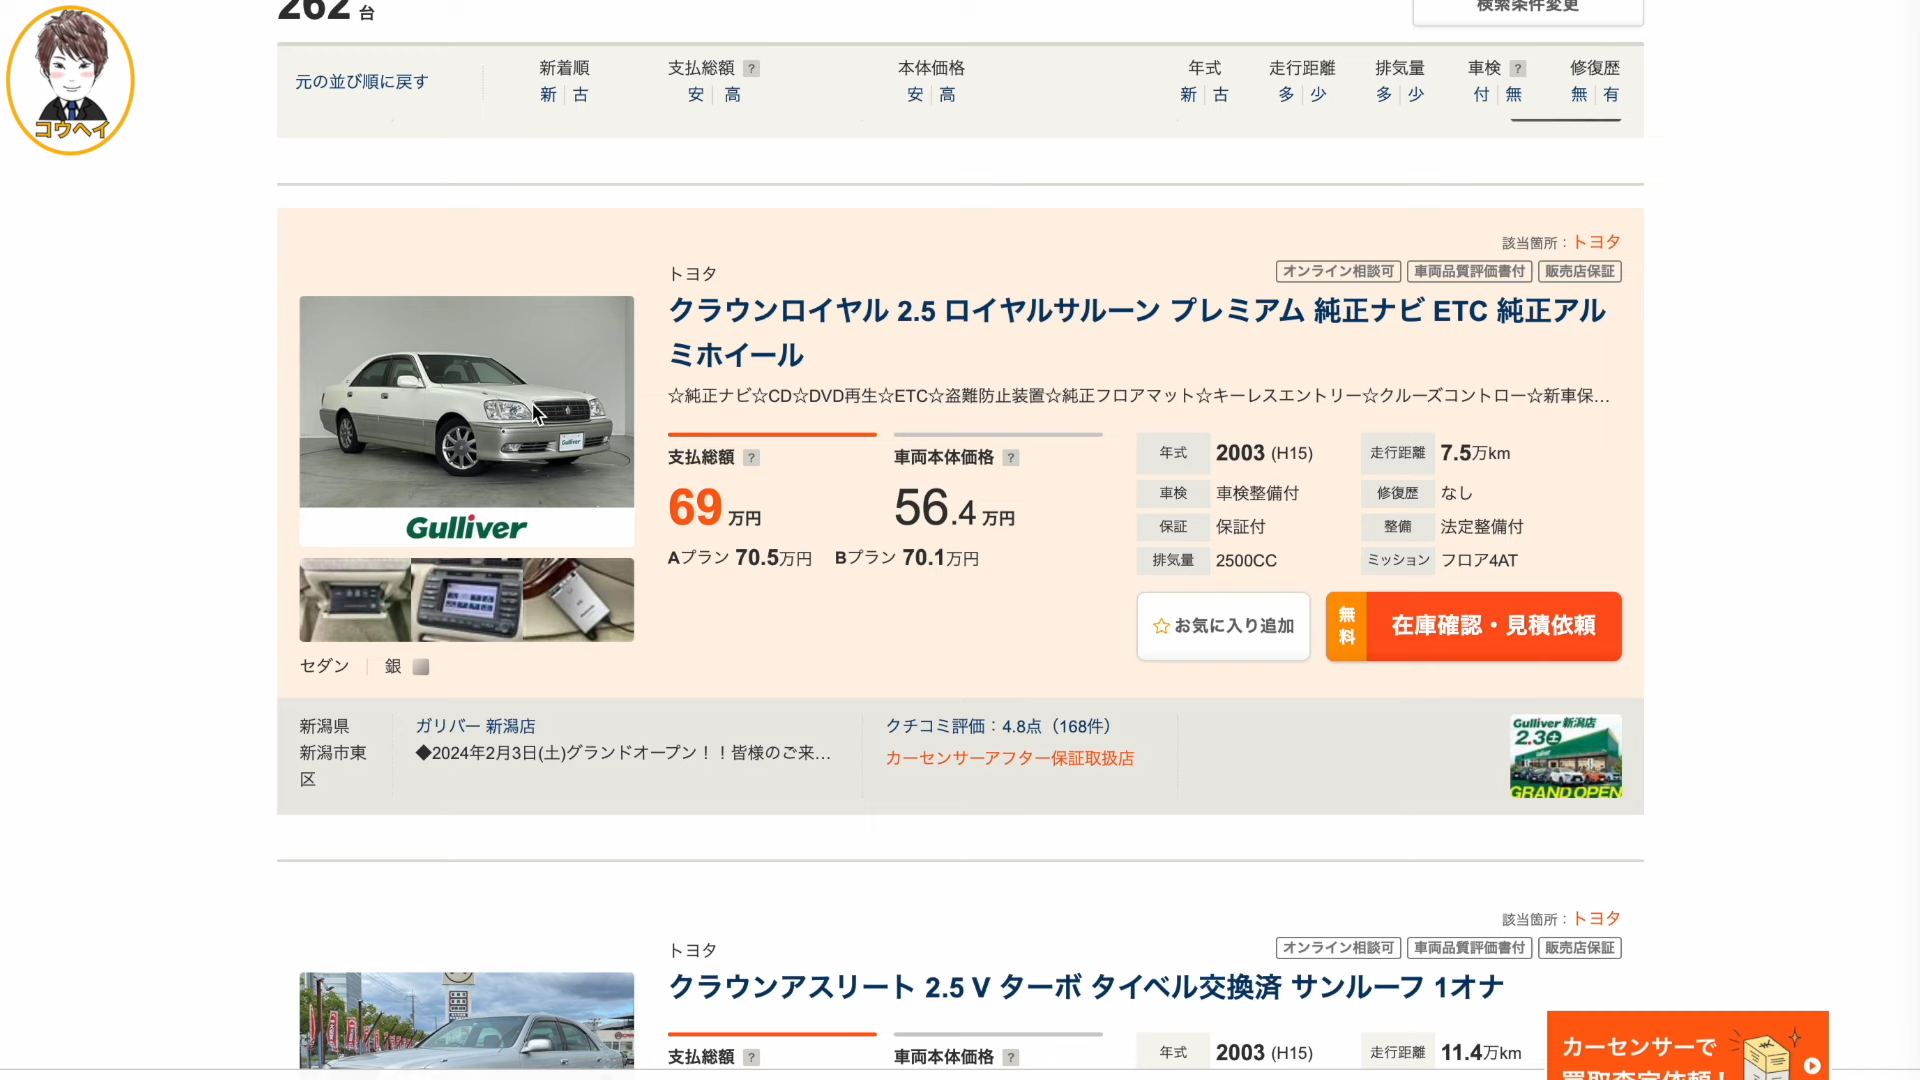 262 台
検索条件変更
コウヘイ
元の並び順に戻す
新着順
新 古
支払総額 ?
安 高
本体価格
安 高
年式
新 古
走行距離
多 少
排気量
多 少
車検 ?
付 無
修復歴
無 有
該当箇所：トヨタ
トヨタ
オンライン相談可 車両品質評価書付 販売店保証
クラウンロイヤル 2.5 ロイヤルサルーン プレミアム 純正ナビ ETC 純正アル
ミホイール
☆純正ナビ☆CD☆DVD再生☆ETC☆盗難防止装置☆純正フロアマット☆キーレスエントリー☆クルーズコントロー☆新車保…
Gulliver
Gulliver
支払総額 ?
69 万円
車両本体価格 ?
56.4 万円
Aプラン 70.5万円 Bプラン 70.1万円
年式 2003 (H15) 走行距離 7.5万km
車検 車検整備付 修復歴 なし
保証 保証付 整備 法定整備付
排気量 2500CC ミッション フロア4AT
☆お気に入り追加
無料 在庫確認・見積依頼
セダン 銀
新潟県
新潟市東
区
ガリバー 新潟店
◆2024年2月3日(土)グランドオープン！！皆様のご来…
クチコミ評価：4.8点（168件）
カーセンサーアフター保証取扱店
Gulliver 新潟店
2.3土
GRAND OPEN
該当箇所：トヨタ
トヨタ
オンライン相談可 車両品質評価書付 販売店保証
クラウンアスリート 2.5 V ターボ タイベル交換済 サンルーフ 1オナ
支払総額 ?
車両本体価格 ?
年式 2003 (H15) 走行距離 11.4万km
カーセンサーで
買取査定依頼！